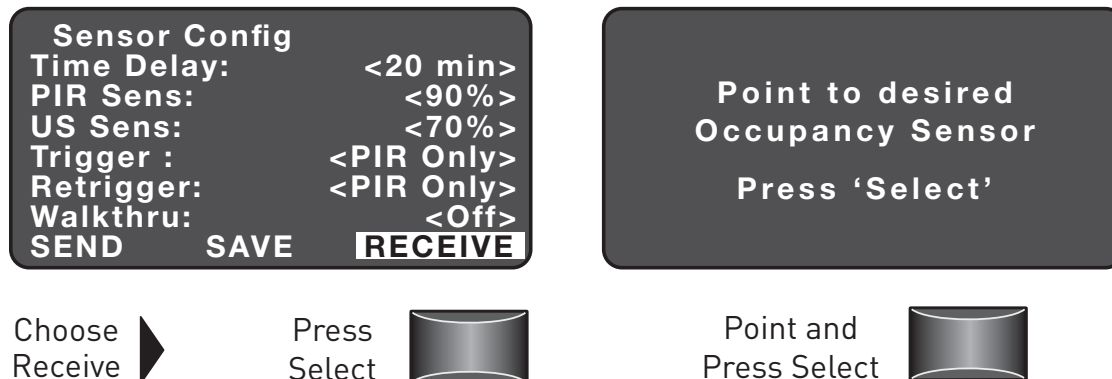 Sensor Config
Time Delay: <20 min>
PIR Sens: <90%>
US Sens: <70%>
Trigger : <PIR Only>
Retrigger: <PIR Only>
Walkthru: <Off>
SEND SAVE RECEIVE
Point to desired
Occupancy Sensor
Press ‘Select’
Choose
Receive
Press
Select
Point and
Press Select